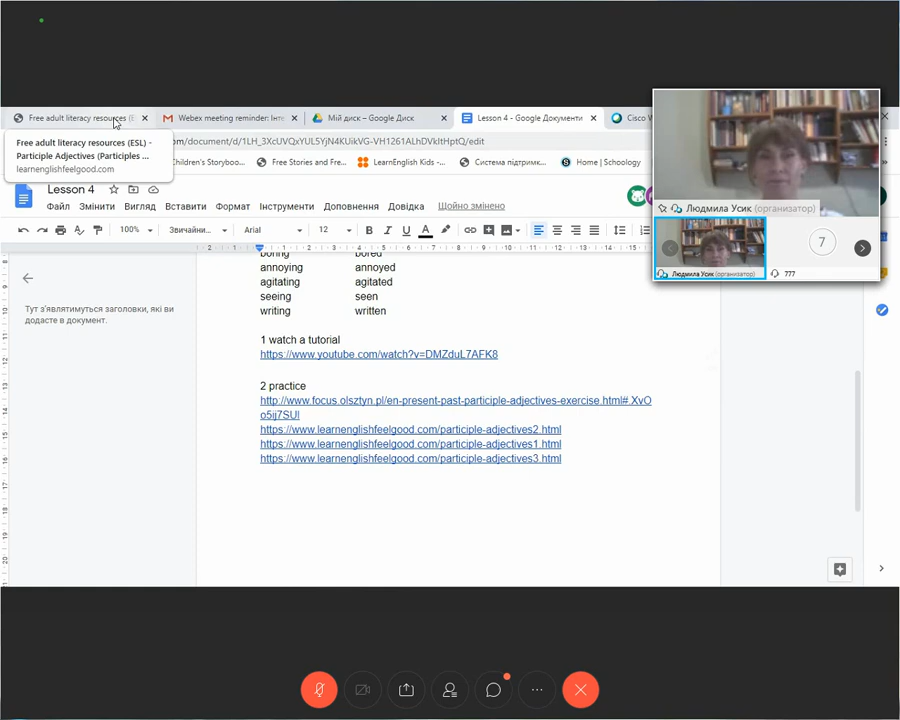 Free adult literacy resources (E
Webex meeting reminder: Інте
Мій диск – Google Диск
Lesson 4 - Google Документи
Cisco W
Free adult literacy resources (ESL) -
Participle Adjectives (Participles ...
learnenglishfeelgood.com
com/document/d/1LH_3XcUVQxYUL5YjN4KUikVG-VH1261ALhDVkItHptQ/edit
Children's Storyboo...
Free Stories and Fre...
LearnEnglish Kids -...
Система підтримк...
Home | Schoology
Lesson 4
Файл Змінити Вигляд Вставити Формат Інструменти Доповнення Довідка Щойно змінено
100% Звичайни... Arial 12
Людмила Усик (организатор)
7
Людмила Усик (организатор)
777
Тут з'являтимуться заголовки, які ви
додасте в документ.
boring bored
annoying annoyed
agitating agitated
seeing seen
writing written
1 watch a tutorial
https://www.youtube.com/watch?v=DMZduL7AFK8
2 practice
http://www.focus.olsztyn.pl/en-present-past-participle-adjectives-exercise.html#.XvO
o5ij7SUl
https://www.learnenglishfeelgood.com/participle-adjectives2.html
https://www.learnenglishfeelgood.com/participle-adjectives1.html
https://www.learnenglishfeelgood.com/participle-adjectives3.html